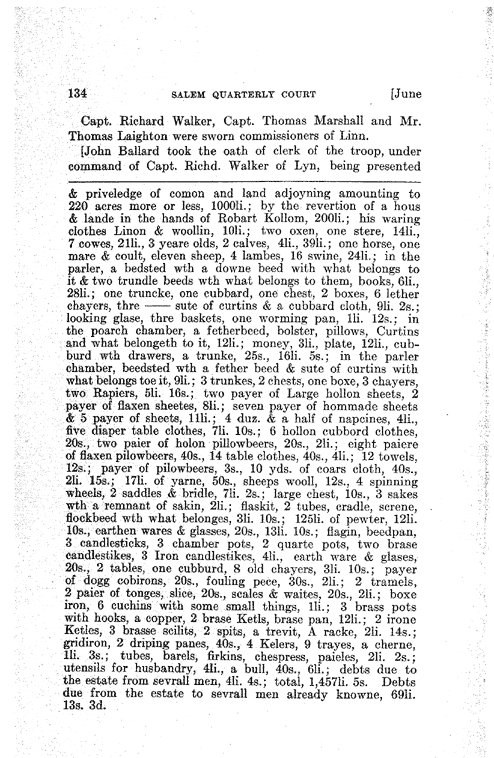 134 SALEM QUARTERLY COURT [June
Capt. Richard Walker, Capt. Thomas Marshall and Mr.
Thomas Laighton were sworn commissioners of Linn.
[John Ballard took the oath of clerk of the troop, under
command of Capt. Richd. Walker of Lyn, being presented
& priveledge of comon and land adjoyning amounting to
220 acres more or less, 1000li.; by the revertion of a hous
& lande in the hands of Robart Kollom, 200li.; his waring
clothes Linon & woollin, 10li.; two oxen, one stere, 14li.,
7 cowes, 21li., 3 yeare olds, 2 calves, 4li., 39li.; one horse, one
mare & coult, eleven sheep, 4 lambes, 16 swine, 24li.; in the
parler, a bedsted wth a downe beed with what belongs to
it & two trundle beeds wth what belongs to them, books, 6li.,
28li.; one truncke, one cubbard, one chest, 2 boxes, 6 lether
chayers, thre —— sute of curtins & a cubbard cloth, 9li. 2s.;
looking glase, thre baskets, one worming pan, 1li. 12s.; in
the poarch chamber, a fetherbeed, bolster, pillows, Curtins
and what belongeth to it, 12li.; money, 3li., plate, 12li., cub-
burd wth drawers, a trunke, 25s., 16li. 5s.; in the parler
chamber, beedsted wth a fether beed & sute of curtins with
what belongs toe it, 9li.; 3 trunkes, 2 chests, one boxe, 3 chayers,
two Rapiers, 5li. 16s.; two payer of Large hollon sheets, 2
payer of flaxen sheetes, 8li.; seven payer of hommade sheets
& 5 payer of sheets, 11li.; 4 duz. & a half of napcines, 4li.,
five diaper table clothes, 7li. 10s.; 6 hollon cubbord clothes,
20s., two paier of holon pillowbeers, 20s., 2li.; eight paiere
of flaxen pilowbeers, 40s., 14 table clothes, 40s., 4li.; 12 towels,
12s.; payer of pilowbeers, 3s., 10 yds. of coars cloth, 40s.,
2li. 15s.; 17li. of yarne, 50s., sheeps wooll, 12s., 4 spinning
wheels, 2 saddles & bridle, 7li. 2s.; large chest, 10s., 3 sakes
wth a remnant of sakin, 2li.; flaskit, 2 tubes, cradle, screne,
flockbeed wth what belonges, 3li. 10s.; 125li. of pewter, 12li.
10s., earthen wares & glasses, 20s., 13li. 10s.; flagin, beedpan,
3 candlesticks, 3 chamber pots, 2 quarte pots, two brase
candlestikes, 3 Iron candlestikes, 4li., earth ware & glases,
20s., 2 tables, one cubburd, 8 old chayers, 3li. 10s.; payer
of dogg cobirons, 20s., fouling pece, 30s., 2li.; 2 tramels,
2 paier of tonges, slice, 20s., scales & waites, 20s., 2li.; boxe
iron, 6 cuchins with some small things, 1li.; 3 brass pots
with hooks, a copper, 2 brase Ketls, brase pan, 12li.; 2 irone
Ketles, 3 brasse scilits, 2 spits, a trevit, A racke, 2li. 14s.;
gridiron, 2 driping panes, 40s., 4 Kelers, 9 trayes, a cherne,
1li. 3s.; tubes, barels, firkins, chespress, paieles, 2li. 2s.;
utensils for husbandry, 4li., a bull, 40s., 6li.; debts due to
the estate from sevrall men, 4li. 4s.; total, 1,457li. 5s. Debts
due from the estate to sevrall men already knowne, 69li.
13s. 3d.